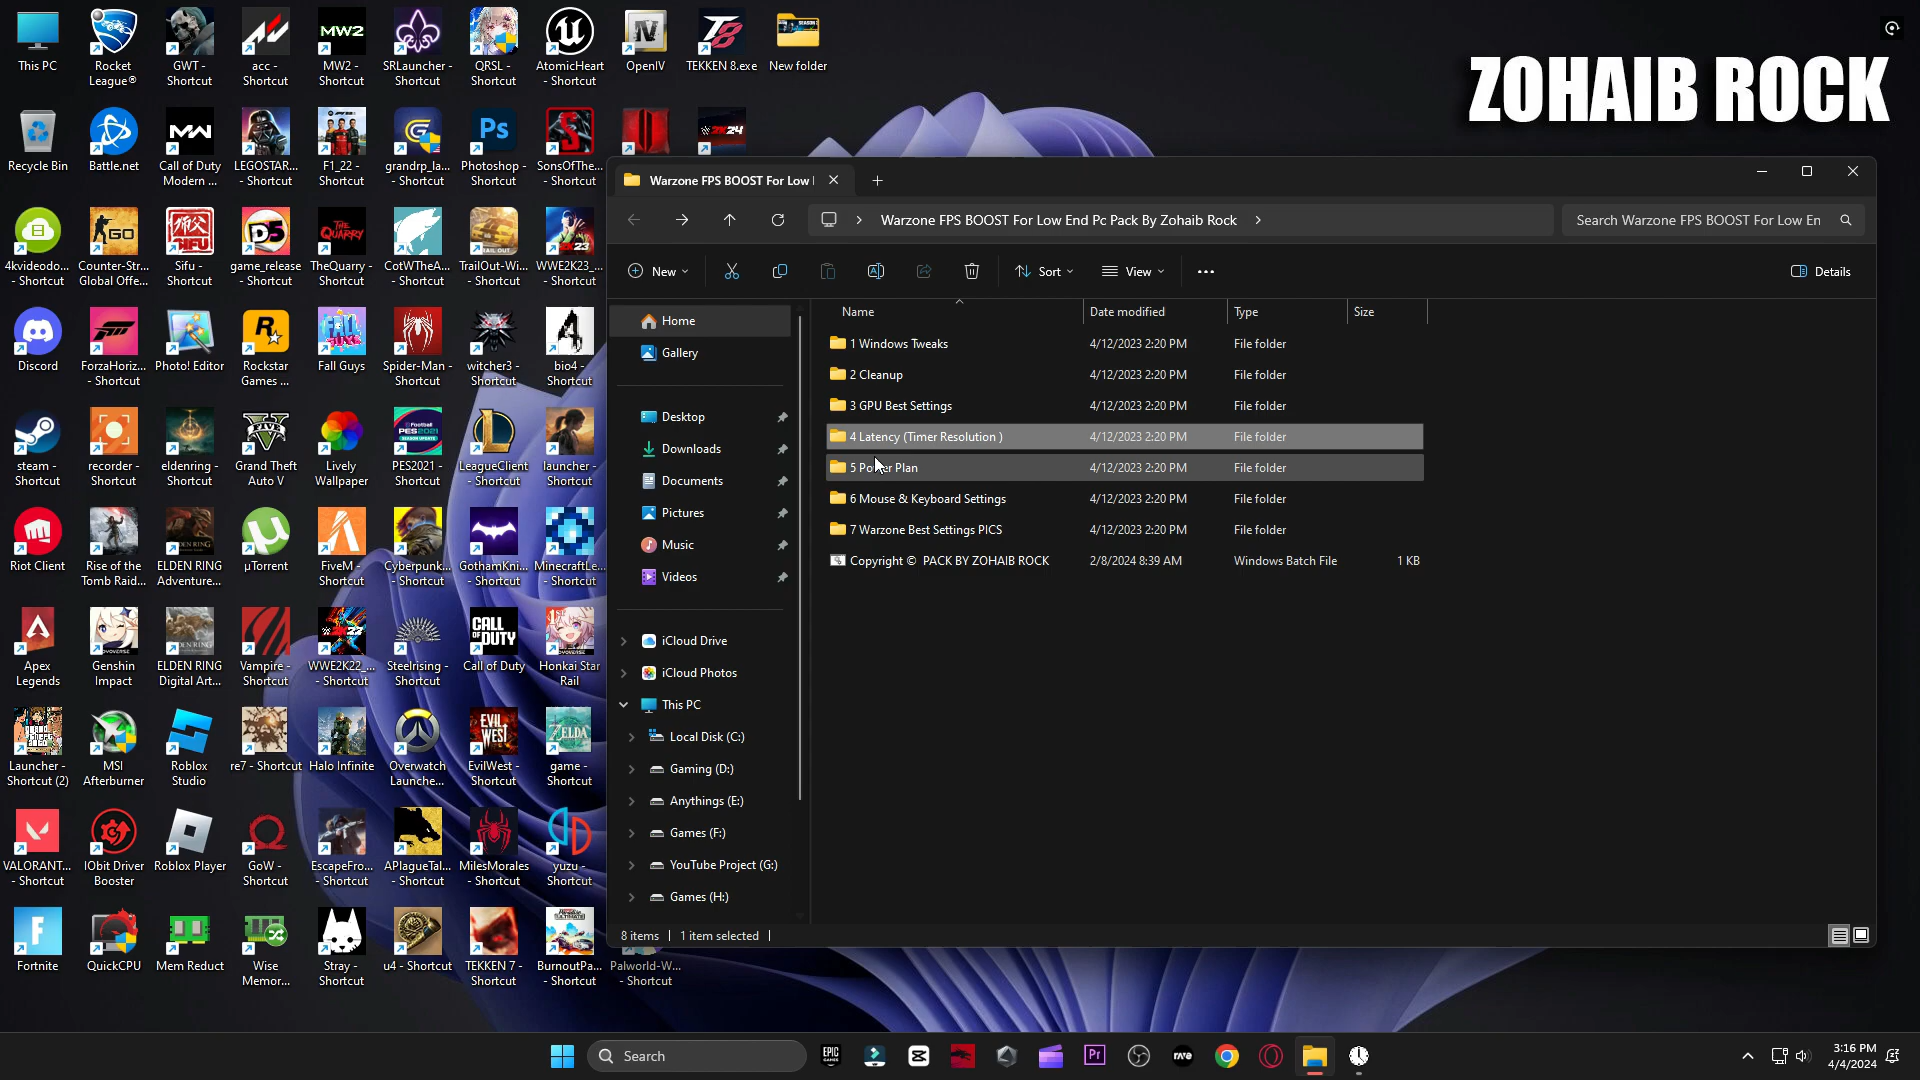 ZOHAIB ROCK
This PC
Rocket
League®
GWT -
Shortcut
acc -
Shortcut
MW2
MW2 -
Shortcut
SRLauncher -
Shortcut
QRSL -
Shortcut
AtomicHeart
- Shortcut
OpenIV
TEKKEN 8.exe
New folder
Recycle Bin
Battle.net
Call of Duty
Modern ...
LEGOSTAR...
- Shortcut
F1_22 -
Shortcut
grandrp_la...
- Shortcut
Ps
Photoshop -
Shortcut
SonsOfThe...
- Shortcut
2K24
4kvideodo...
- Shortcut
GO
Counter-Str...
Global Offe...
Sifu -
Shortcut
D5
game_release
- Shortcut
TheQuarry -
Shortcut
CotWTheA...
- Shortcut
TrailOut-Wi...
- Shortcut
2K23
WWE2K23_...
- Shortcut
Discord
ForzaHoriz...
- Shortcut
Photo! Editor
Rockstar
Games ...
Fall Guys
Spider-Man -
Shortcut
witcher3 -
Shortcut
4
bio4 -
Shortcut
steam -
Shortcut
recorder -
Shortcut
eldenring -
Shortcut
Grand Theft
Auto V
Lively
Wallpaper
PES2021 -
Shortcut
LeagueClient
- Shortcut
launcher -
Shortcut
Riot Client
Rise of the
Tomb Raid...
ELDEN RING
Adventure...
µTorrent
FiveM -
Shortcut
Cyberpunk...
- Shortcut
GothamKni...
- Shortcut
MinecraftLe...
- Shortcut
Apex
Legends
Genshin
Impact
ELDEN RING
Digital Art...
Vampire -
Shortcut
WWE2K22_...
- Shortcut
Steelrising -
Shortcut
CALL
OF DUTY
Call of Duty
Honkai Star
Rail
Launcher -
Shortcut (2)
MSI
Afterburner
Roblox
Studio
re7 - Shortcut
Halo Infinite
Overwatch
Launche...
EVIL
WEST
EvilWest -
Shortcut
ZELDA
game -
Shortcut
VALORANT...
- Shortcut
IObit Driver
Booster
Roblox Player
GoW -
Shortcut
EscapeFro...
- Shortcut
APlagueTal...
- Shortcut
MilesMorales
- Shortcut
yuzu -
Shortcut
Fortnite
QuickCPU
Mem Reduct
Wise
Memor...
Stray -
Shortcut
u4 - Shortcut
TEKKEN 7 -
Shortcut
BurnoutPa...
- Shortcut
Palworld-W...
- Shortcut
Warzone FPS BOOST For Low
Warzone FPS BOOST For Low End Pc Pack By Zohaib Rock
Search Warzone FPS BOOST For Low En
New
Sort
View
Details
Home
Gallery
Desktop
Downloads
Documents
Pictures
Music
Videos
iCloud Drive
iCloud Photos
This PC
Local Disk (C:)
Gaming (D:)
Anythings (E:)
Games (F:)
YouTube Project (G:)
Games (H:)
Name Date modified Type Size
1 Windows Tweaks 4/12/2023 2:20 PM File folder
2 Cleanup 4/12/2023 2:20 PM File folder
3 GPU Best Settings 4/12/2023 2:20 PM File folder
4 Latency (Timer Resolution ) 4/12/2023 2:20 PM File folder
5 Power Plan 4/12/2023 2:20 PM File folder
6 Mouse & Keyboard Settings 4/12/2023 2:20 PM File folder
7 Warzone Best Settings PICS 4/12/2023 2:20 PM File folder
Copyright © PACK BY ZOHAIB ROCK 2/8/2024 8:39 AM Windows Batch File 1 KB
8 items 1 item selected
Search
EPIC
GAMES
Pr
3:16 PM
4/4/2024